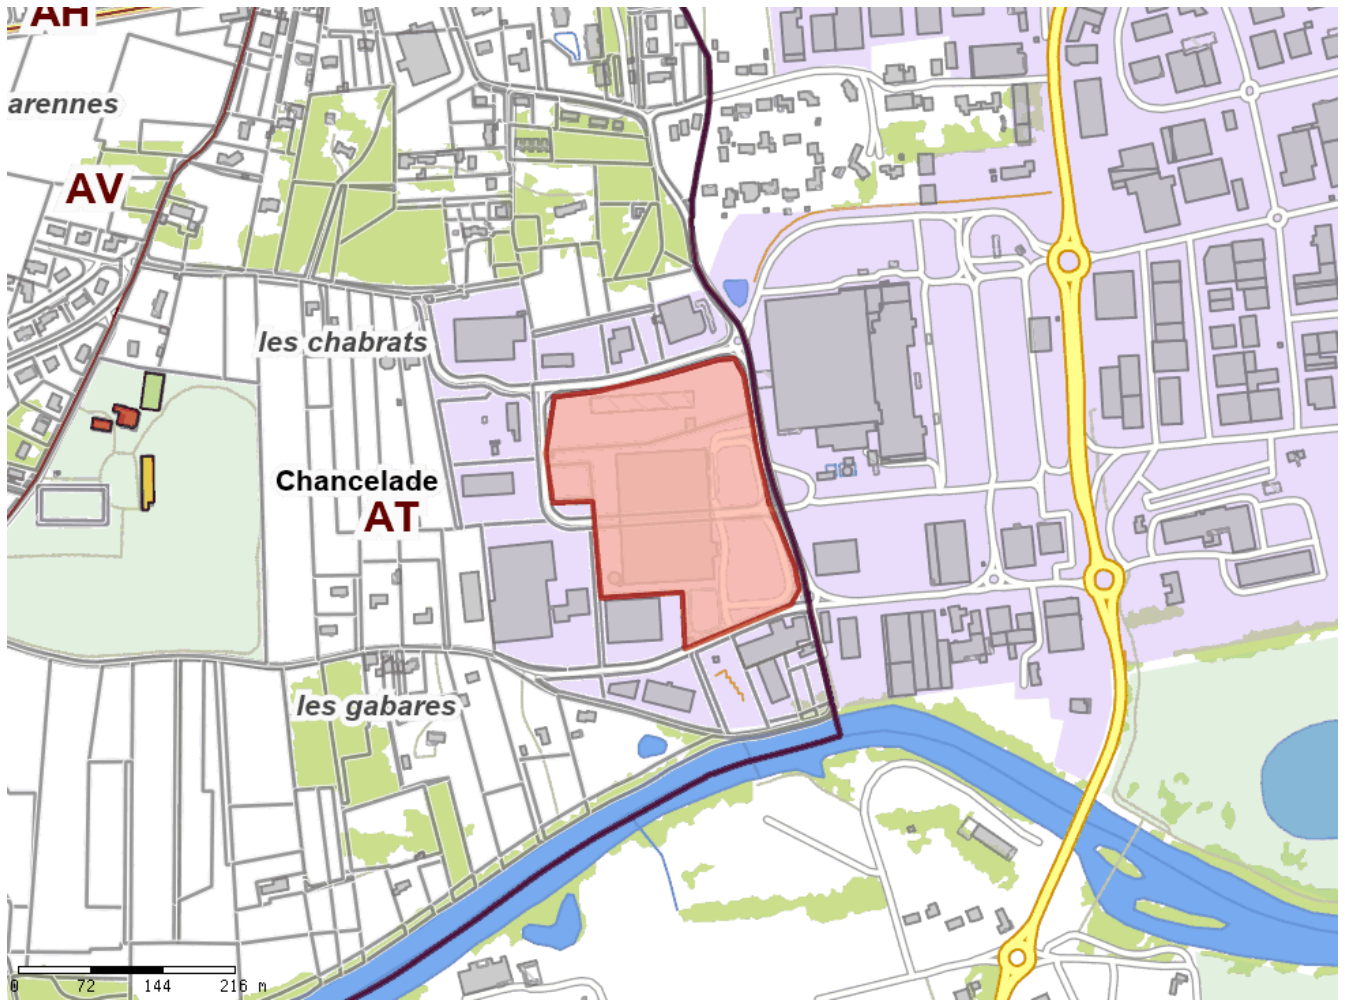 AH
arennes
AV
les chabrats
Chancelade
AT
les gabares
0 72 144 216 m